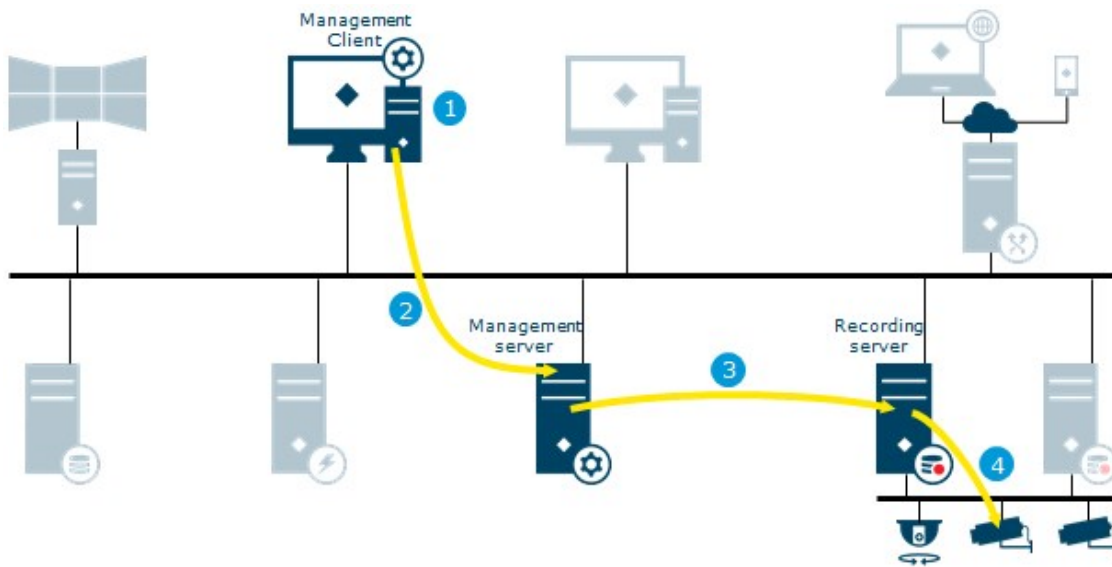 Management
Client
1
2
Management
server
3
Recording
server
4